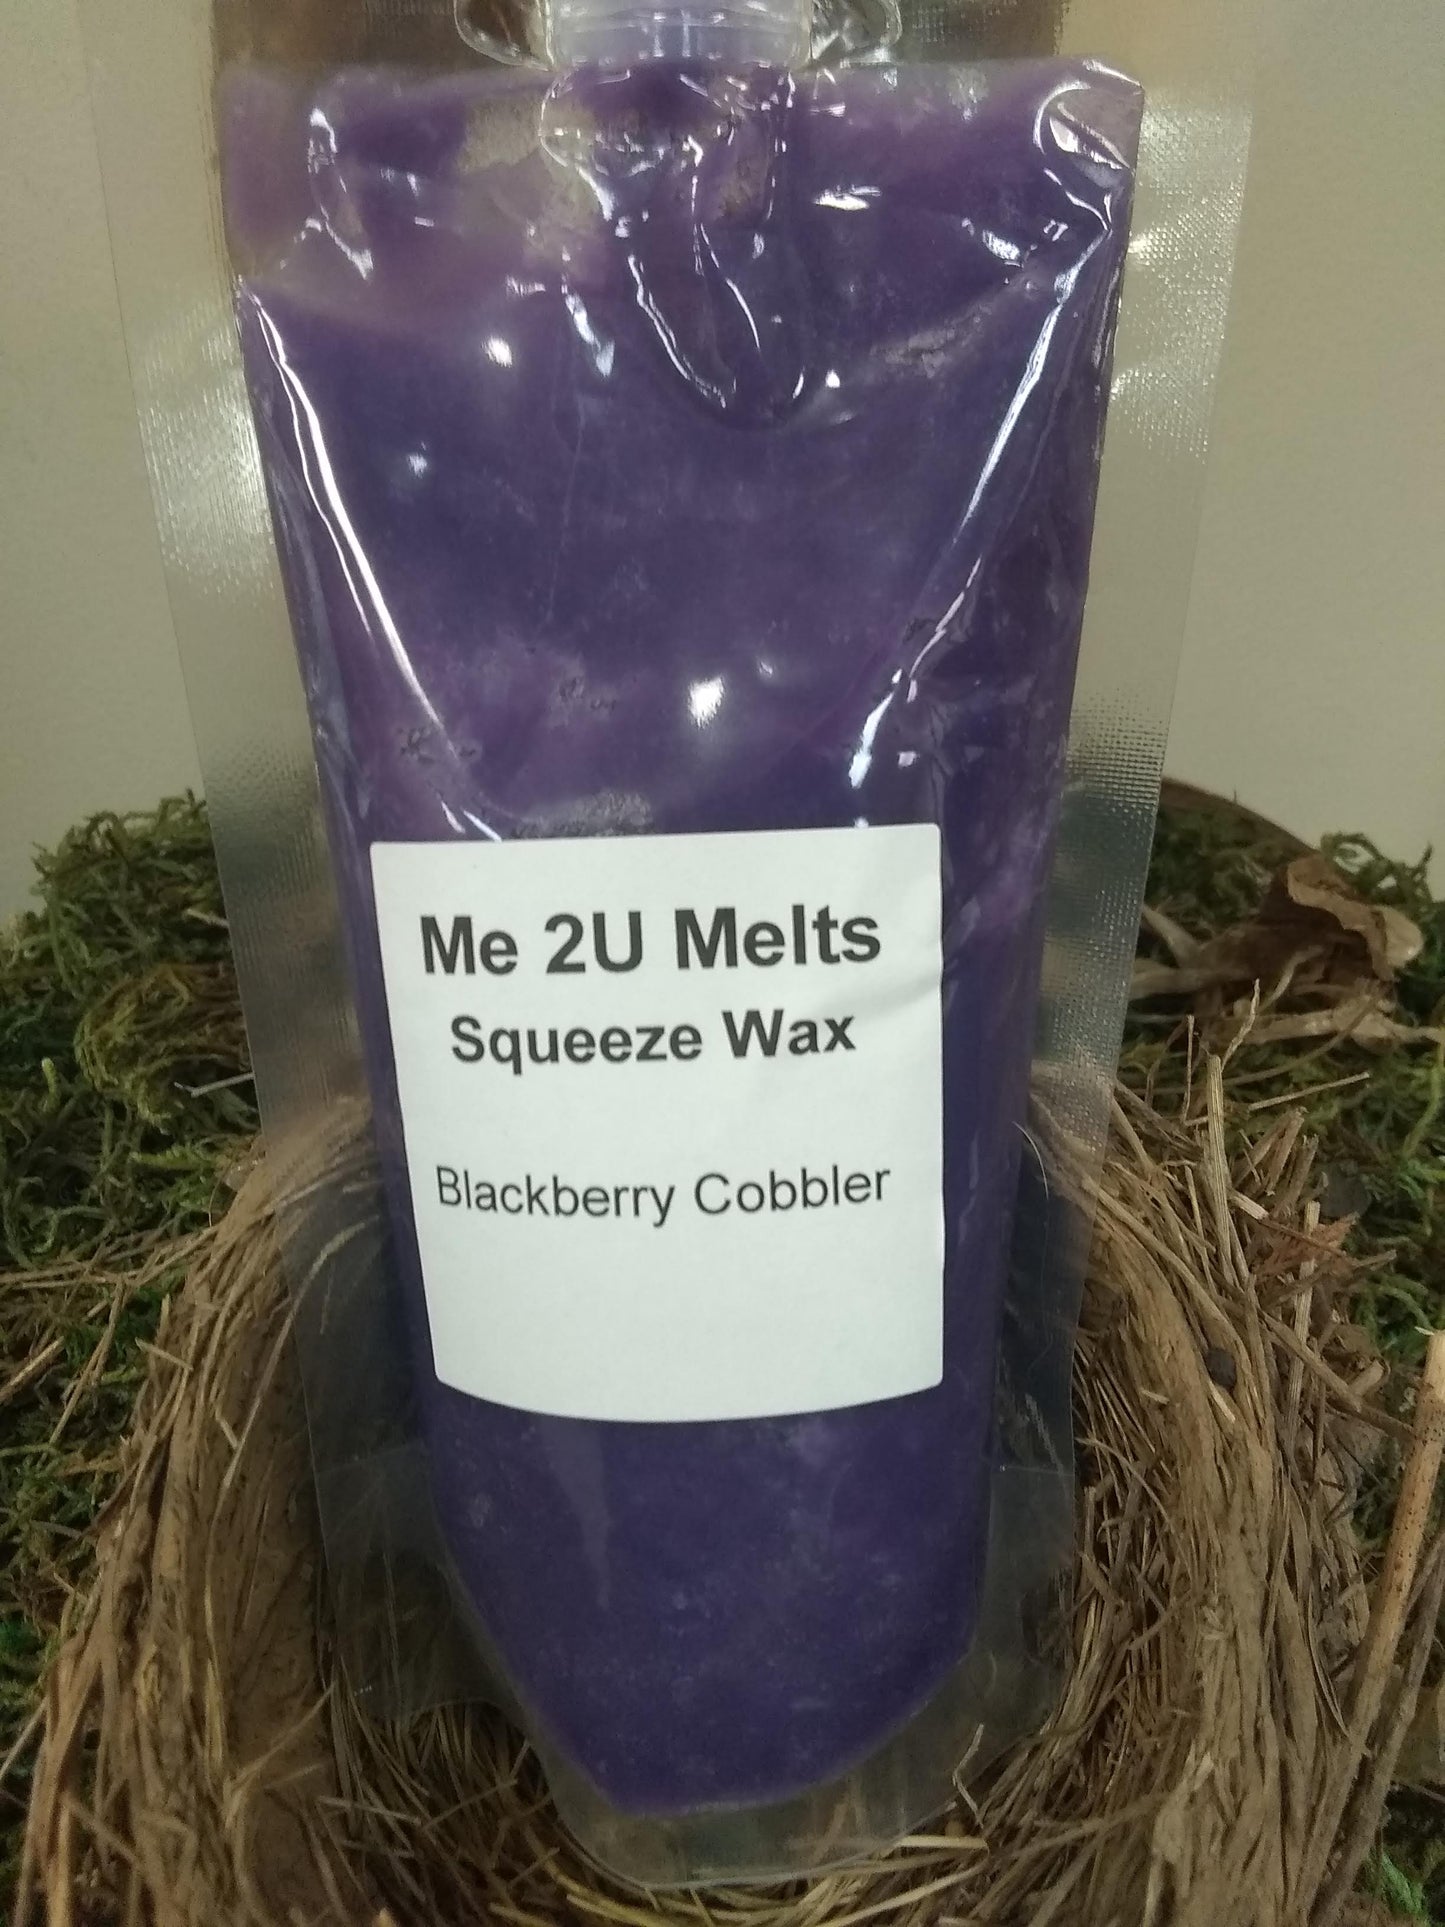 Me 2U Melts
Squeeze Wax
Blackberry Cobbler